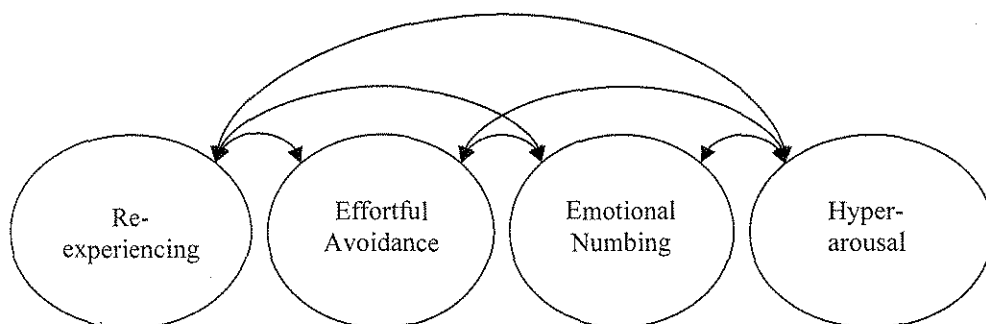 Re-
experiencing
Effortful
Avoidance
Emotional
Numbing
Hyper-
arousal